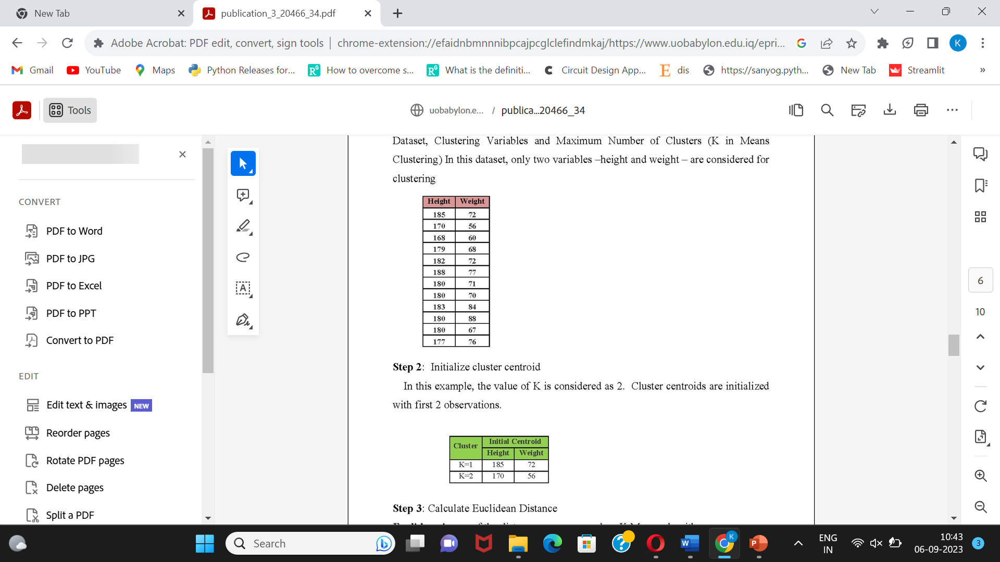 New Tab
publication_3_20466_34.pdf
Adobe Acrobat: PDF edit, convert, sign tools | chrome-extension://efaidnbmnnnibpcajpcglclefindmkaj/https://www.uobabylon.edu.iq/epri...
K
Gmail
YouTube
Maps
Python Releases for...
How to overcome s...
What is the definiti...
Circuit Design App...
dis
https://sanyog.pyth...
New Tab
Streamlit
»
Tools
uobabylon.e... / publica...20466_34
CONVERT
PDF to Word
PDF to JPG
PDF to Excel
PDF to PPT
Convert to PDF
EDIT
Edit text & images NEW
Reorder pages
Rotate PDF pages
Delete pages
Split a PDF
Dataset, Clustering Variables and Maximum Number of Clusters (K in Means
Clustering) In this dataset, only two variables –height and weight – are considered for
clustering
Height Weight
185 72
170 56
168 60
179 68
182 72
188 77
180 71
180 70
183 84
180 88
180 67
177 76
Step 2: Initialize cluster centroid
In this example, the value of K is considered as 2. Cluster centroids are initialized
with first 2 observations.
Cluster Initial Centroid
Height Weight
K=1 185 72
K=2 170 56
Step 3: Calculate Euclidean Distance
6
10
Search
ENG
IN
10:43
06-09-2023
3